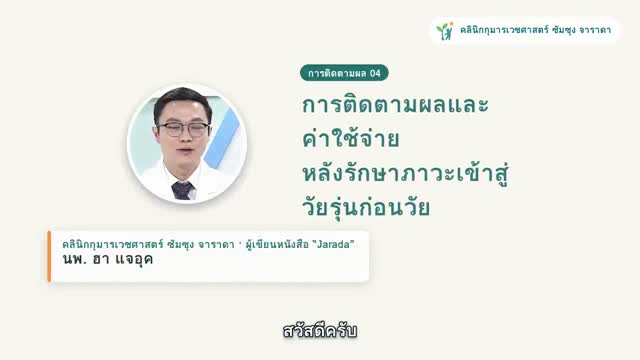 คลินิกกุมารเวชศาสตร์ ซัมซุง จาราดา
การติดตามผล 04
การติดตามผลและ
ค่าใช้จ่าย
หลังรักษาภาวะเข้าสู่
วัยรุ่นก่อนวัย
คลินิกกุมารเวชศาสตร์ ซัมซุง จาราดา · ผู้เขียนหนังสือ "Jarada"
นพ. ฮา แจอุค
สวัสดีครับ